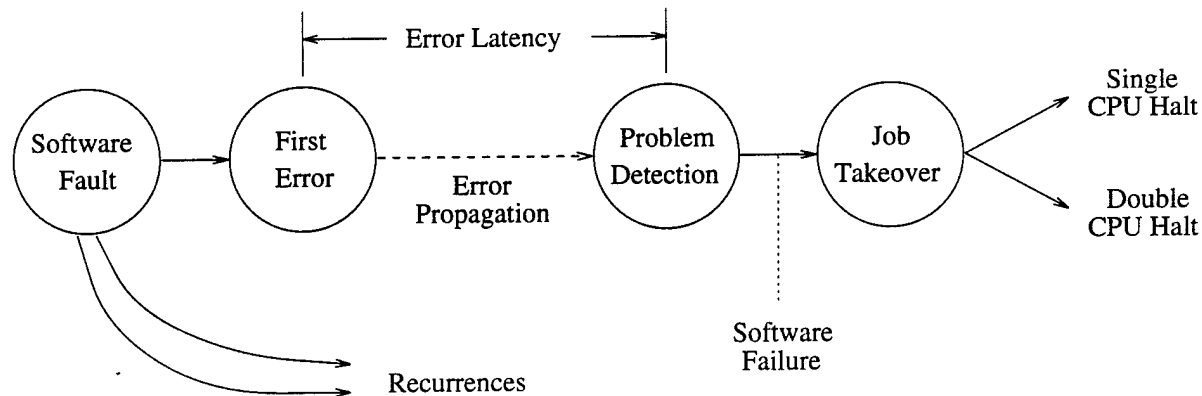 Error Latency
Single
CPU Halt
Software
Fault
First
Error
Problem
Detection
Job
Takeover
Error
Propagation
Double
CPU Halt
Software
Failure
Recurrences